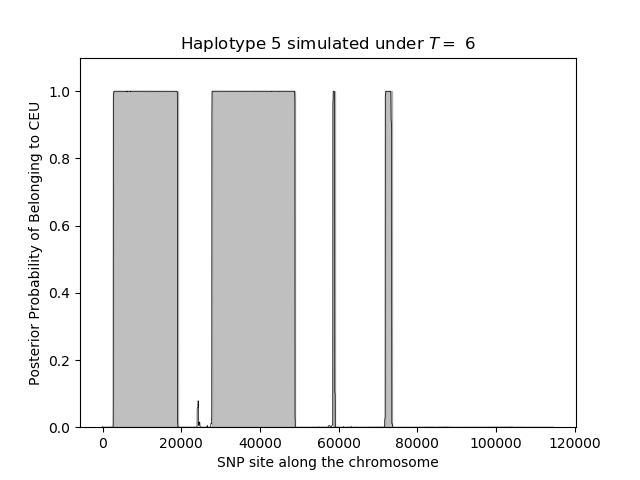 Haplotype 5 simulated under T = 6
Posterior Probability of Belonging to CEU
1.0
0.8
0.6
0.4
0.2
0.0
0 20000 40000 60000 80000 100000 120000
SNP site along the chromosome